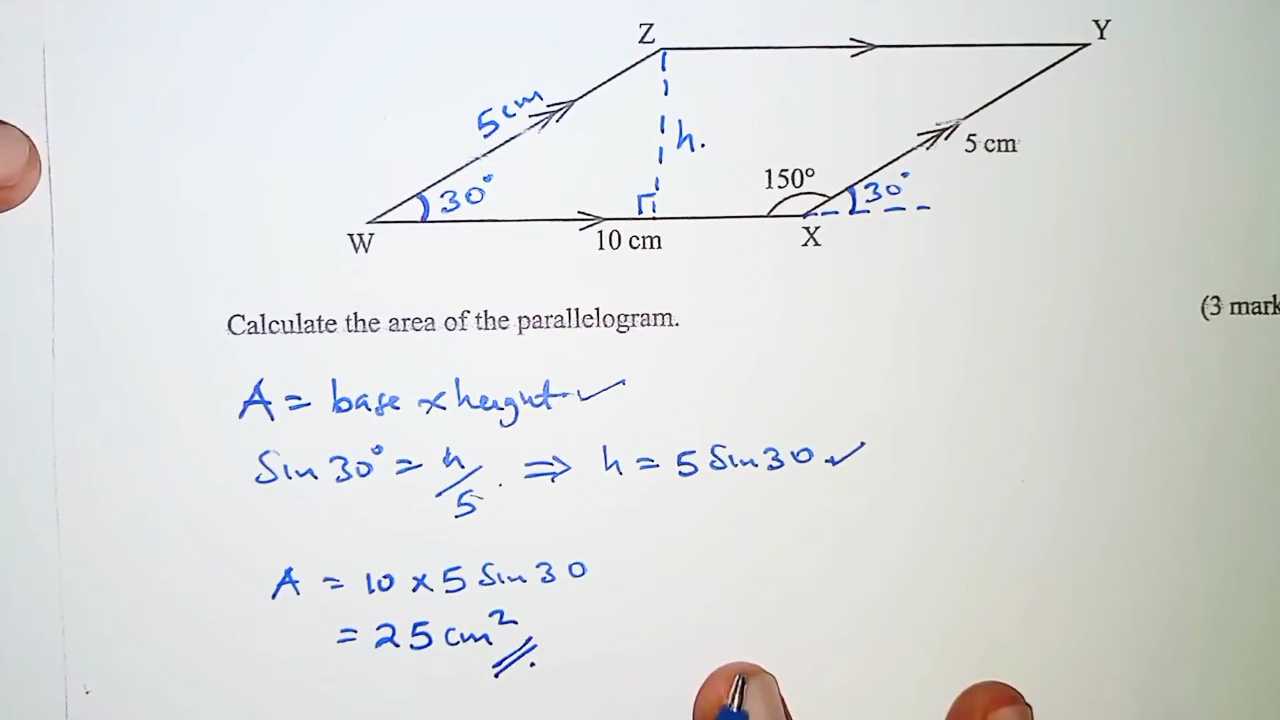 Z
Y
5cm
h.
5 cm
150°
30°
30°
W
10 cm
X
Calculate the area of the parallelogram.
(3 mark
A = base x height ✓
Sin 30° = h/5 . ⇒ h = 5 Sin 30 ✓
A = 10 x 5 Sin 30
= 25 cm²